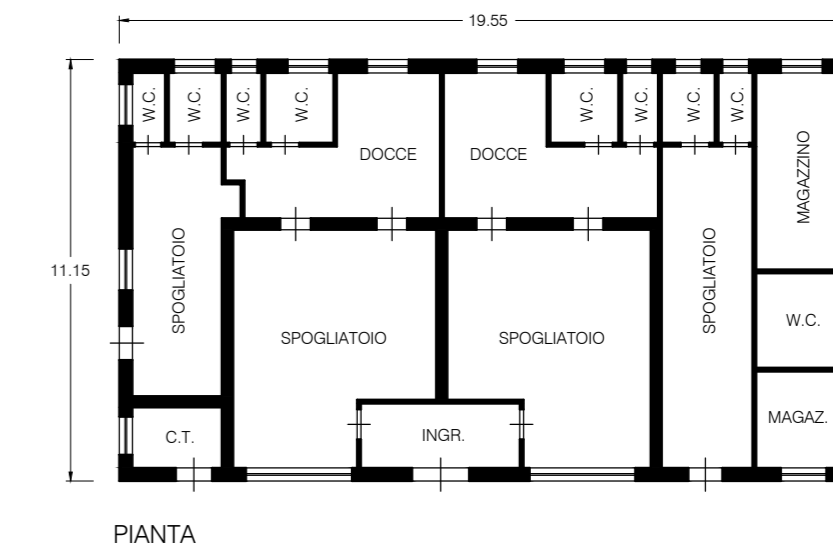 19.55
W.C.
W.C.
W.C.
W.C.
W.C.
W.C.
W.C.
W.C.
DOCCE
DOCCE
MAGAZZINO
11.15
SPOGLIATOIO
SPOGLIATOIO
W.C.
SPOGLIATOIO
SPOGLIATOIO
MAGAZ.
C.T.
INGR.
PIANTA